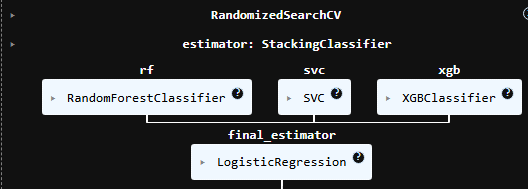 RandomizedSearchCV
estimator: StackingClassifier
rf svc xgb
RandomForestClassifier ? SVC ? XGBClassifier ?
final_estimator
LogisticRegression ?